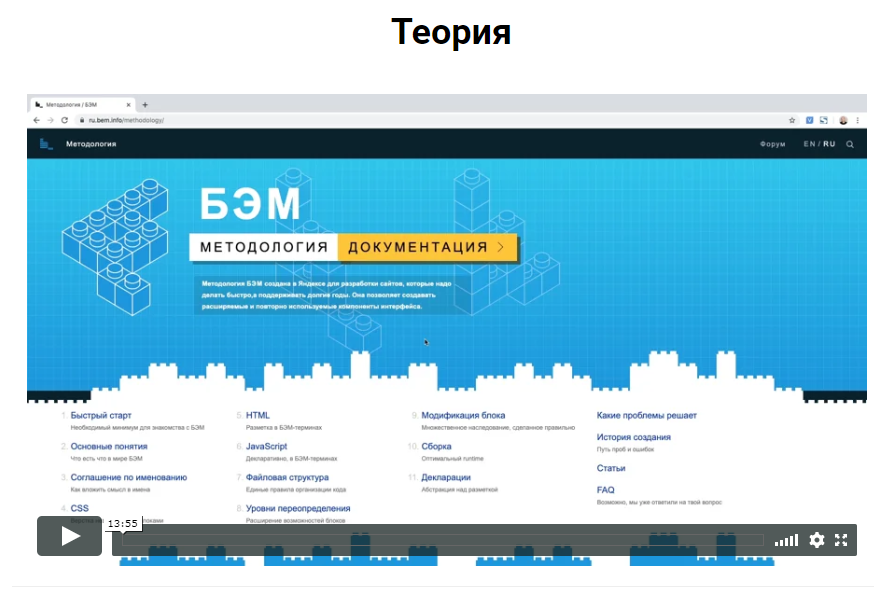 Теория
Методология / БЭМ
ru.bem.info/methodology/
Методология
Форум
EN / RU
БЭМ
МЕТОДОЛОГИЯ ДОКУМЕНТАЦИЯ
Методология БЭМ создана в Яндексе для разработки сайтов, которые надо
делать быстро,а поддерживать долгие годы. Она позволяет создавать
расширяемые и повторно используемые компоненты интерфейса.
1. Быстрый старт
Необходимый минимум для знакомства с БЭМ
2. Основные понятия
Что есть что в мире БЭМ
3. Соглашение по именованию
Как вложить смысл в имена
4. CSS
блоками
5. HTML
Разметка в БЭМ-терминах
6. JavaScript
Декларативно, в БЭМ-терминах
7. Файловая структура
Единые правила организации кода
8. Уровни переопределения
Расширение возможностей блоков
9. Модификация блока
Множественное наследование, сделанное правильно
10. Сборка
Оптимальный runtime
11. Декларации
Абстракция над разметкой
Какие проблемы решает
История создания
Путь проб и ошибок
Статьи
FAQ
Возможно, мы уже ответили на твой вопрос
13:55